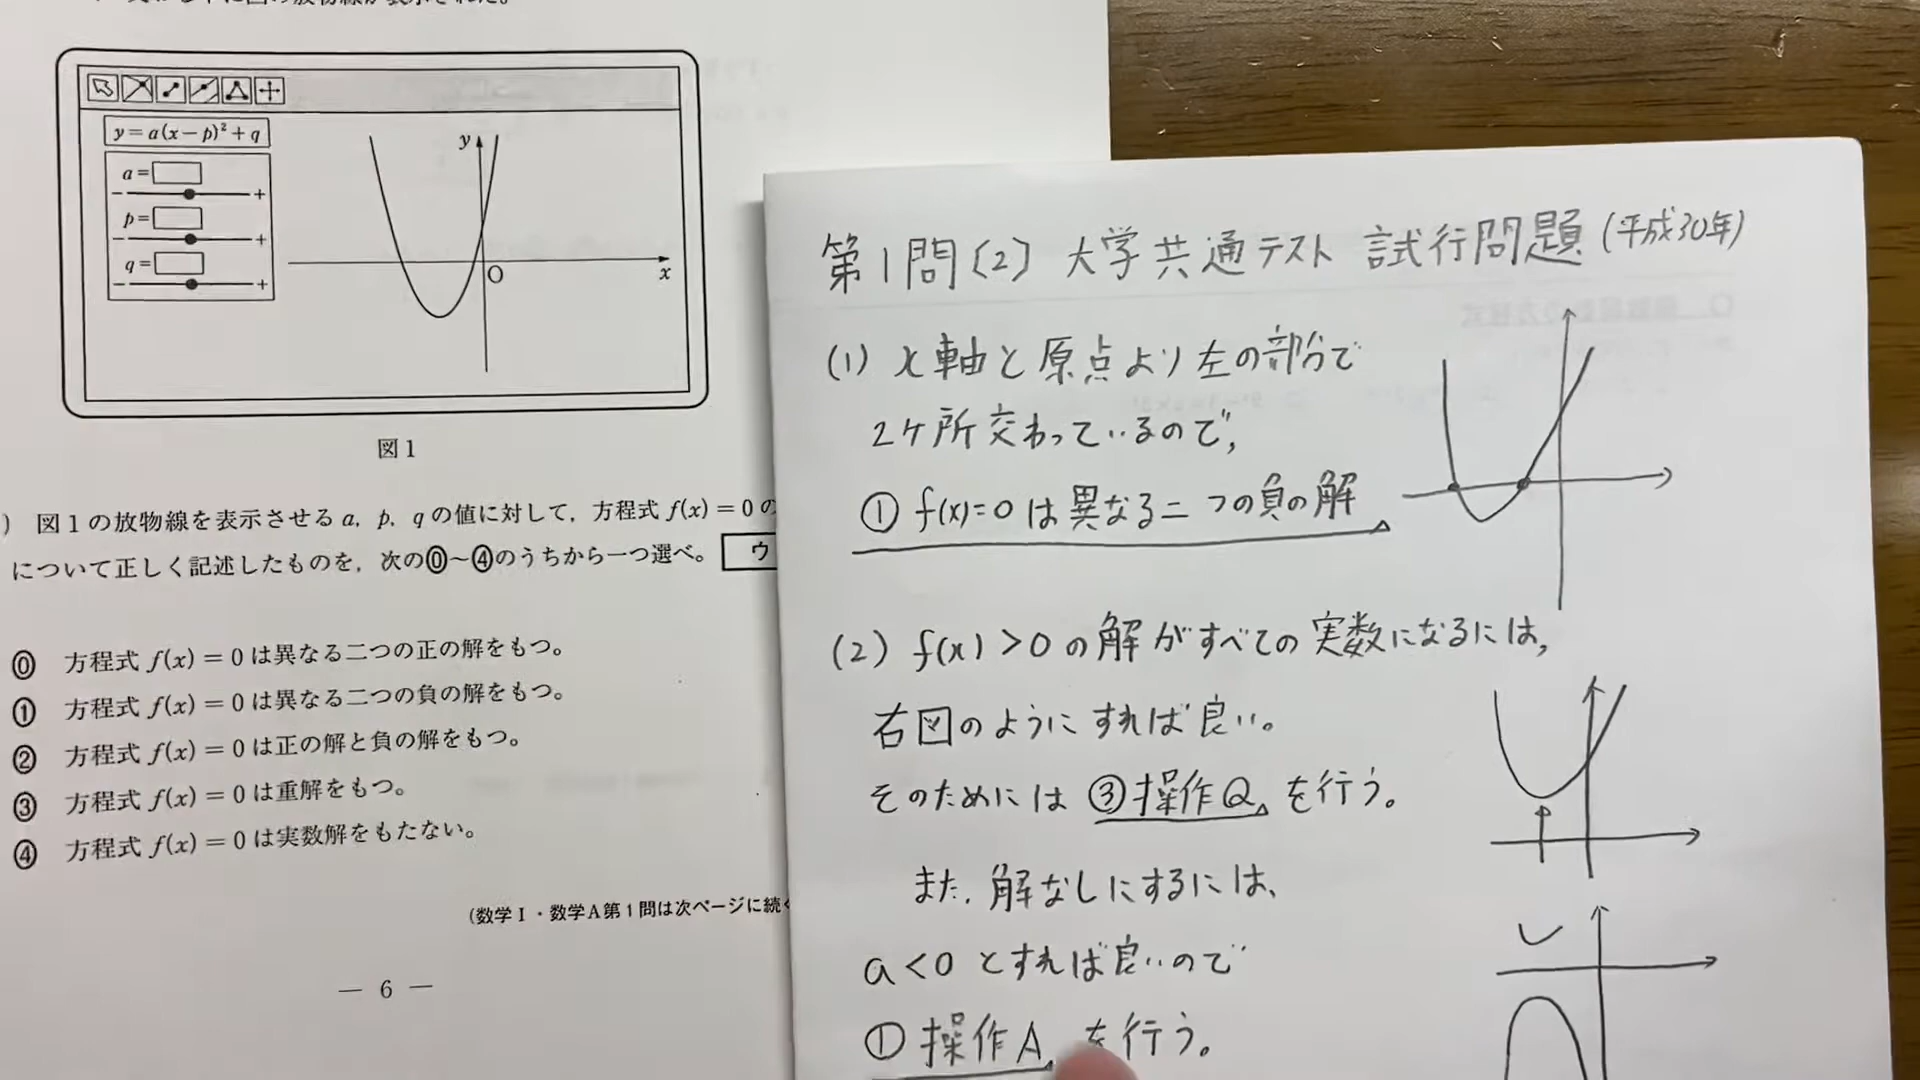 y=a(x-p)²+q
a=
- +
p=
- +
q=
- +
y
O
x
図1
) 図1の放物線を表示させるa, p, qの値に対して, 方程式 f(x)=0の
について正しく記述したものを, 次の⓪〜④のうちから一つ選べ。 ウ
⓪ 方程式 f(x)=0は異なる二つの正の解をもつ。
① 方程式 f(x)=0は異なる二つの負の解をもつ。
② 方程式 f(x)=0は正の解と負の解をもつ。
③ 方程式 f(x)=0は重解をもつ。
④ 方程式 f(x)=0は実数解をもたない。
(数学Ⅰ・数学A第1問は次ページに続
— 6 —
第1問〔2〕 大学共通テスト 試行問題 (平成30年)
(1) x軸と原点より左の部分で
2ヶ所交わっているので,
① f(x)=0は異なる二つの負の解
(2) f(x)>0の解がすべての実数になるには,
右図のようにすれば良い。
そのためには ③操作Q を行う。
また, 解なしにするには、
a<0 とすれば良いので
① 操作A を行う。